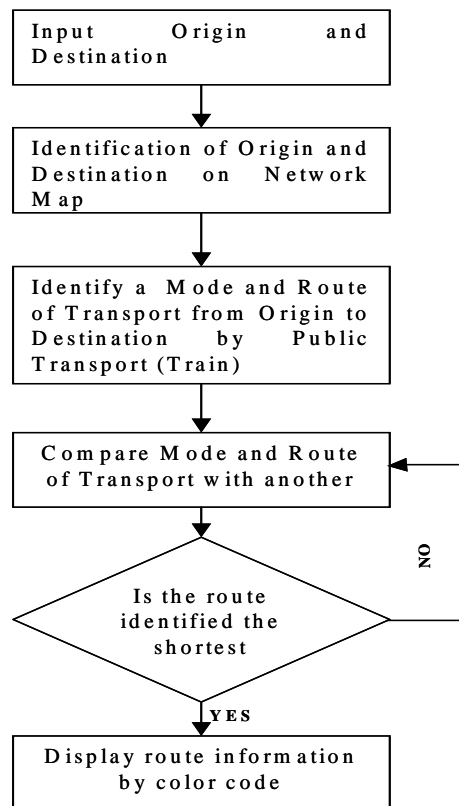 Input Origin and
Destination
Identification of Origin and
Destination on Network
Map
Identify a Mode and Route
of Transport from Origin to
Destination by Public
Transport (Train)
Compare Mode and Route
of Transport with another
Is the route
identified the
shortest
NO
YES
Display route information
by color code